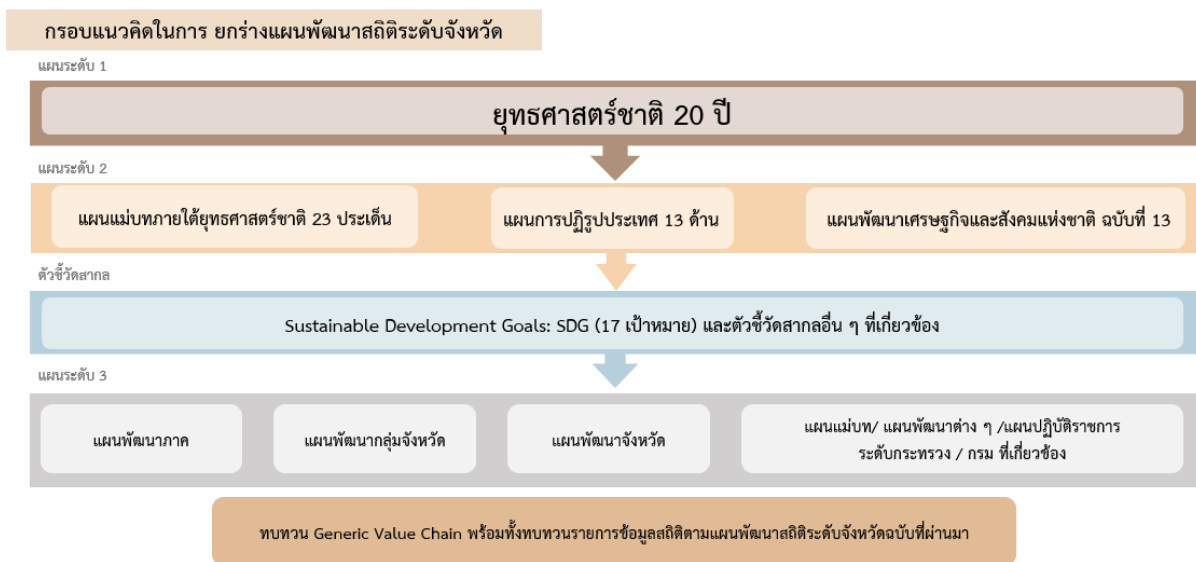 กรอบแนวคิดในการ ยกร่างแผนพัฒนาสถิติระดับจังหวัด
แผนระดับ 1
ยุทธศาสตร์ชาติ 20 ปี
แผนระดับ 2
แผนแม่บทภายใต้ยุทธศาสตร์ชาติ 23 ประเด็น
แผนการปฏิรูปประเทศ 13 ด้าน
แผนพัฒนาเศรษฐกิจและสังคมแห่งชาติ ฉบับที่ 13
ตัวชี้วัดสากล
Sustainable Development Goals: SDG (17 เป้าหมาย) และตัวชี้วัดสากลอื่น ๆ ที่เกี่ยวข้อง
แผนระดับ 3
แผนพัฒนาภาค
แผนพัฒนากลุ่มจังหวัด
แผนพัฒนาจังหวัด
แผนแม่บท/ แผนพัฒนาต่าง ๆ /แผนปฏิบัติราชการ
ระดับกระทรวง / กรม ที่เกี่ยวข้อง
ทบทวน Generic Value Chain พร้อมทั้งทบทวนรายการข้อมูลสถิติตามแผนพัฒนาสถิติระดับจังหวัดฉบับที่ผ่านมา